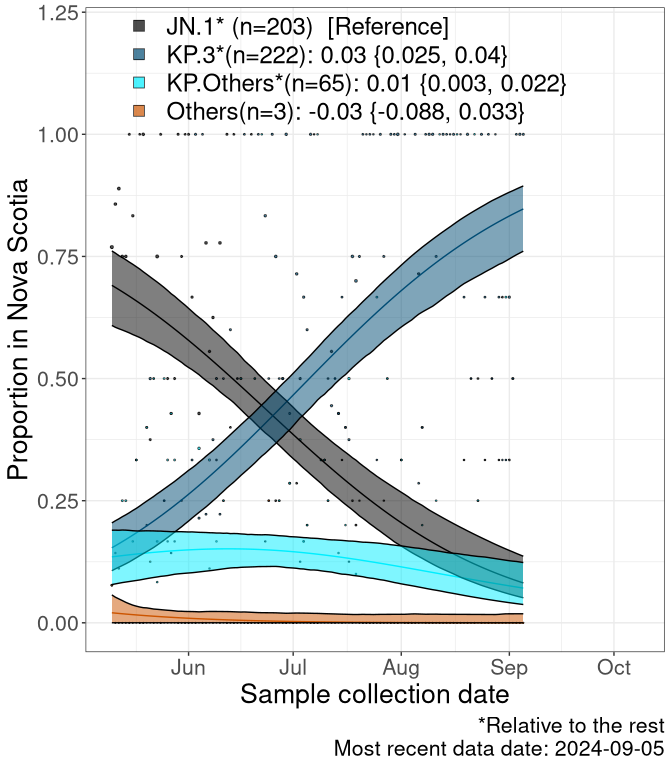 JN.1* (n=203) [Reference]
KP.3*(n=222): 0.03 {0.025, 0.04}
KP.Others*(n=65): 0.01 {0.003, 0.022}
Others(n=3): -0.03 {-0.088, 0.033}
Proportion in Nova Scotia
1.25
1.00
0.75
0.50
0.25
0.00
Jun Jul Aug Sep Oct
Sample collection date
*Relative to the rest
Most recent data date: 2024-09-05